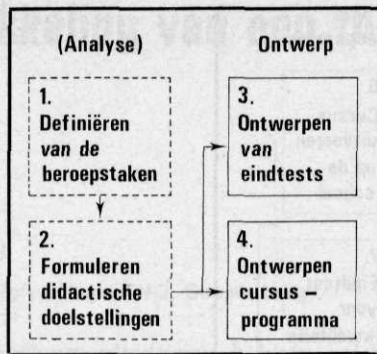 (Analyse)
Ontwerp
1.
Definiëren
van de
beroepstaken
2.
Formuleren
didactische
doelstellingen
3.
Ontwerpen
van
eindtests
4.
Ontwerpen
cursus –
programma